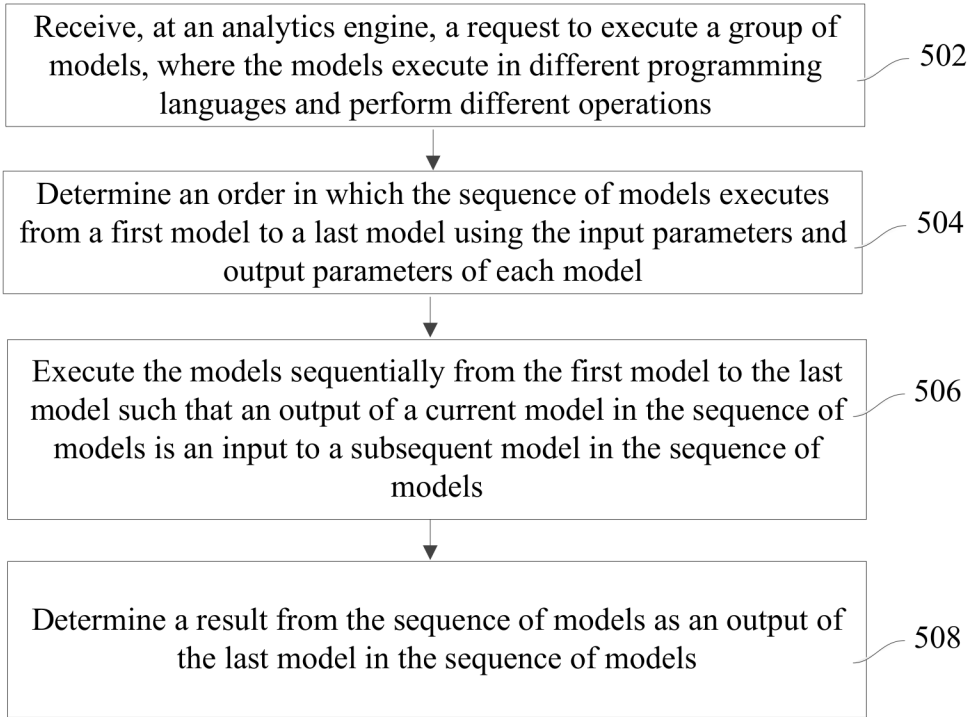 Receive, at an analytics engine, a request to execute a group of
models, where the models execute in different programming
languages and perform different operations
502
Determine an order in which the sequence of models executes
from a first model to a last model using the input parameters and
output parameters of each model
504
Execute the models sequentially from the first model to the last
model such that an output of a current model in the sequence of
models is an input to a subsequent model in the sequence of
models
506
Determine a result from the sequence of models as an output of
the last model in the sequence of models
508